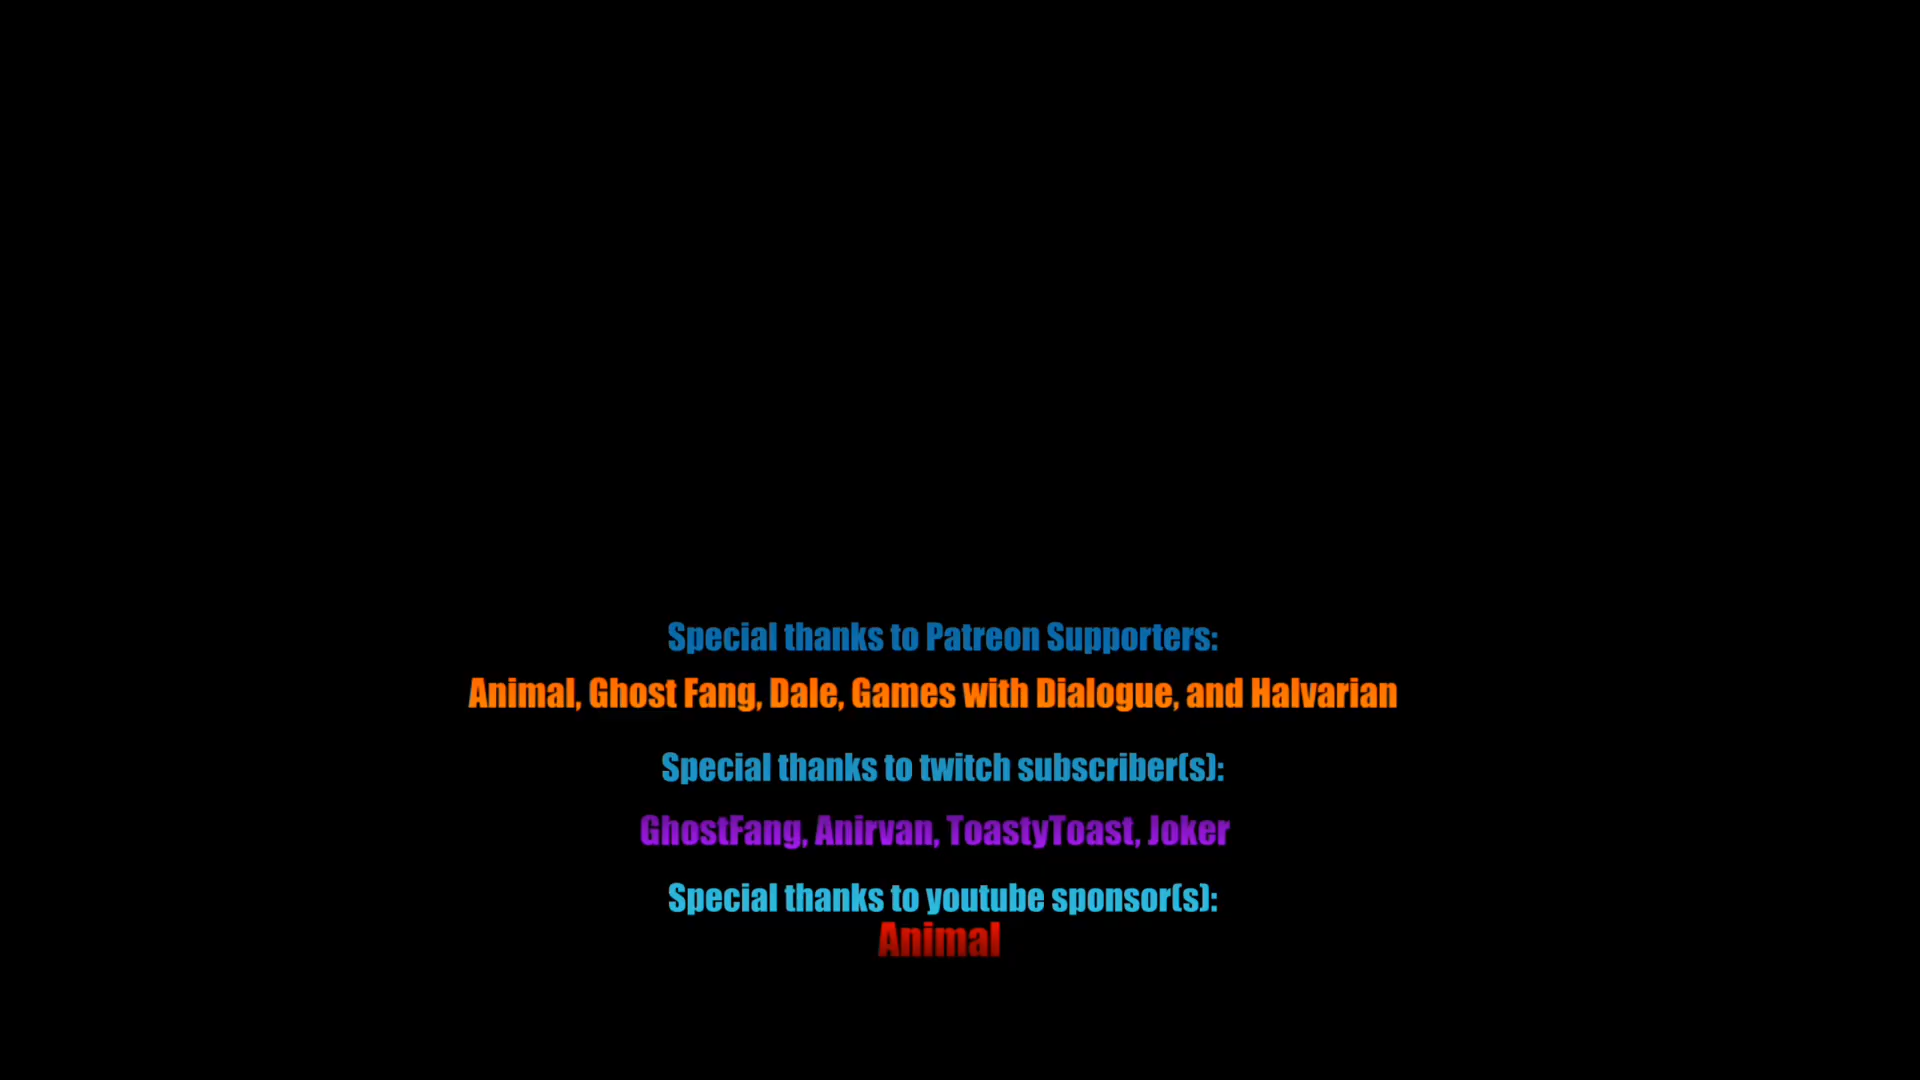 Special thanks to Patreon Supporters:
Animal, Ghost Fang, Dale, Games with Dialogue, and Halvarian
Special thanks to twitch subscriber(s):
GhostFang, Anirvan, ToastyToast, Joker
Special thanks to youtube sponsor(s):
Animal